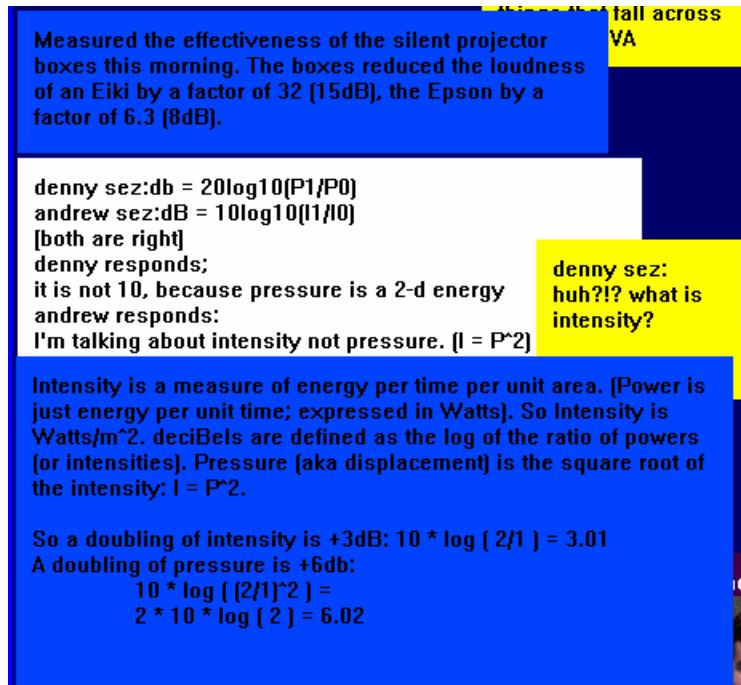 things that fall across
VA
Measured the effectiveness of the silent projector
boxes this morning. The boxes reduced the loudness
of an Eiki by a factor of 32 (15dB), the Epson by a
factor of 6.3 (8dB).
denny sez:db = 20log10(P1/P0)
andrew sez:dB = 10log10(I1/I0)
[both are right]
denny responds;
it is not 10, because pressure is a 2-d energy
andrew responds:
I'm talking about intensity not pressure. (I = P^2)
denny sez:
huh?!? what is
intensity?
Intensity is a measure of energy per time per unit area. (Power is
just energy per unit time; expressed in Watts). So Intensity is
Watts/m^2. deciBels are defined as the log of the ratio of powers
(or intensities). Pressure (aka displacement) is the square root of
the intensity: I = P^2.
So a doubling of intensity is +3dB: 10 * log ( 2/1 ) = 3.01
A doubling of pressure is +6db:
10 * log ( (2/1)^2 ) =
2 * 10 * log ( 2 ) = 6.02